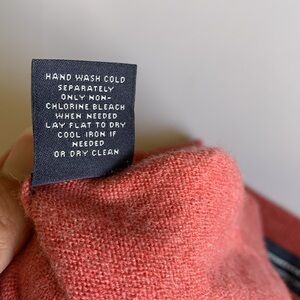 HAND WASH COLD
SEPARATELY
ONLY NON-
CHLORINE BLEACH
WHEN NEEDED
LAY FLAT TO DRY
COOL IRON IF
NEEDED
OR DRY CLEAN